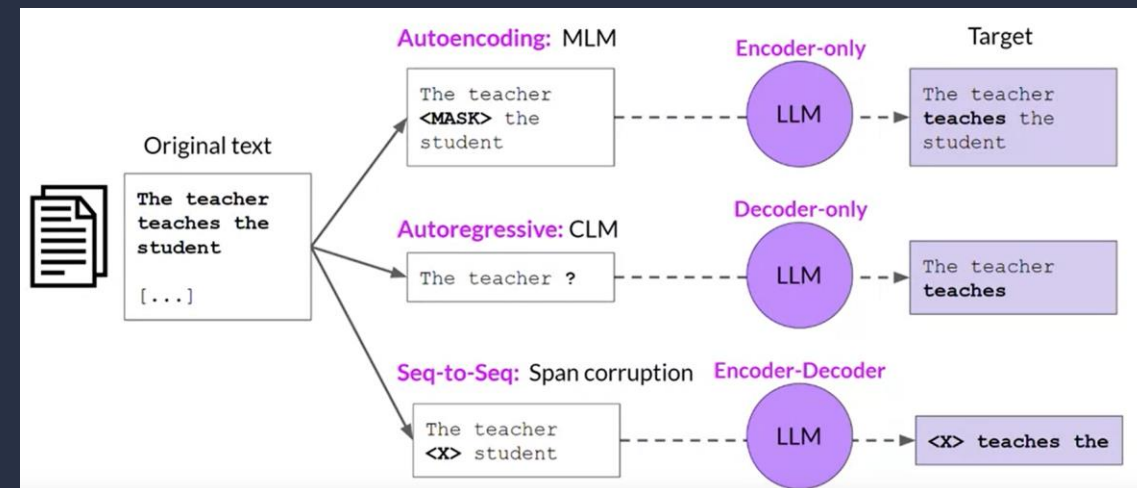 Original text
The teacher
teaches the
student
[...]
Autoencoding: MLM
The teacher
<MASK> the
student
Encoder-only
LLM
Target
The teacher
teaches the
student
Autoregressive: CLM
The teacher ?
Decoder-only
LLM
The teacher
teaches
Seq-to-Seq: Span corruption
The teacher
<X> student
Encoder-Decoder
LLM
<X> teaches the